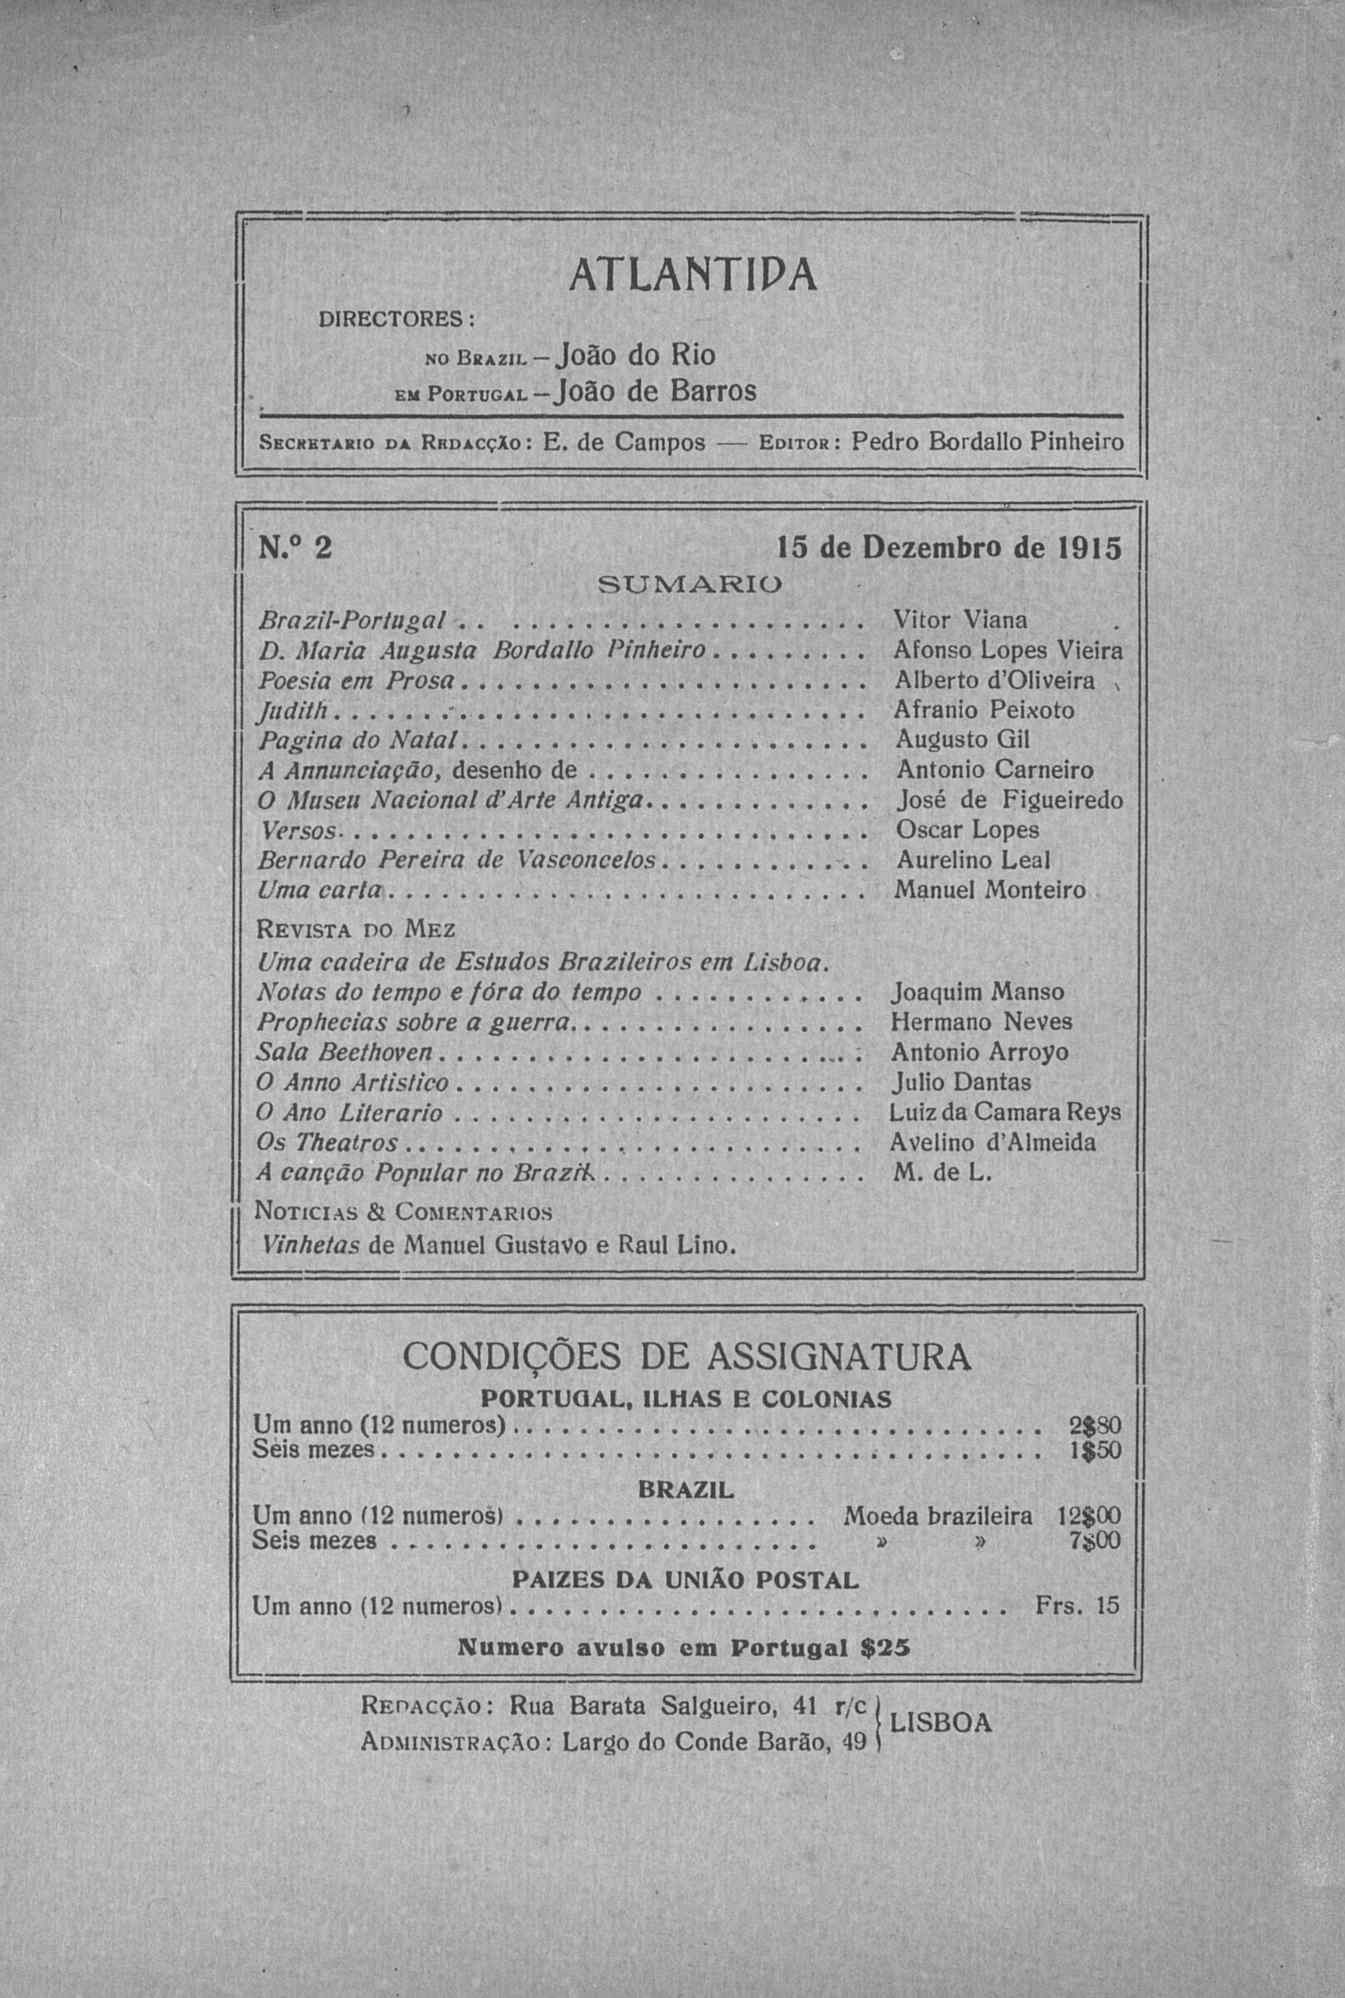 ATLANTIDA
DIRECTORES:
NO BRAZIL — João do Rio
EM PORTUGAL — João de Barros
SECRETARIO DA REDACÇÃO: E. de Campos — EDITOR: Pedro Bordallo Pinheiro
N.º 2 15 de Dezembro de 1915
SUMARIO
Brazil-Portugal . . . . . . . . . . . . . . . . . . . . . . Vitor Viana
D. Maria Augusta Bordallo Pinheiro . . . . . . . . . Afonso Lopes Vieira
Poesia em Prosa . . . . . . . . . . . . . . . . . . . . . . . Alberto d'Oliveira
Judith . . . . . . . . . . . . . . . . . . . . . . . . . . . . . . Afranio Peixoto
Pagina do Natal . . . . . . . . . . . . . . . . . . . . . . . Augusto Gil
A Annunciação, desenho de . . . . . . . . . . . . . . . . Antonio Carneiro
O Museu Nacional d'Arte Antiga . . . . . . . . . . . . . José de Figueiredo
Versos . . . . . . . . . . . . . . . . . . . . . . . . . . . . . . Oscar Lopes
Bernardo Pereira de Vasconcelos . . . . . . . . . . . . Aurelino Leal
Uma carta . . . . . . . . . . . . . . . . . . . . . . . . . . . Manuel Monteiro
REVISTA DO MEZ
Uma cadeira de Estudos Brazileiros em Lisboa.
Notas do tempo e fóra do tempo . . . . . . . . . . . . Joaquim Manso
Prophecias sobre a guerra . . . . . . . . . . . . . . . . . Hermano Neves
Sala Beethoven . . . . . . . . . . . . . . . . . . . . . . . . Antonio Arroyo
O Anno Artistico . . . . . . . . . . . . . . . . . . . . . . . Julio Dantas
O Ano Literario . . . . . . . . . . . . . . . . . . . . . . . Luiz da Camara Reys
Os Theatros . . . . . . . . . . . . . . . . . . . . . . . . . . Avelino d'Almeida
A canção Popular no Brazil . . . . . . . . . . . . . . . M. de L.
NOTICIAS & COMENTARIOS
Vinhetas de Manuel Gustavo e Raul Lino.
CONDIÇÕES DE ASSIGNATURA
PORTUGAL, ILHAS E COLONIAS
Um anno (12 numeros) . . . . . . . . . . . . . . . . . . . . . . . . . . . . . 2$80
Seis mezes . . . . . . . . . . . . . . . . . . . . . . . . . . . . . . . . . . . . 1$50
BRAZIL
Um anno (12 numeros) . . . . . . . . . . . . . . . . . Moeda brazileira 12$00
Seis mezes . . . . . . . . . . . . . . . . . . . . . . . . » » 7$00
PAIZES DA UNIÃO POSTAL
Um anno (12 numeros) . . . . . . . . . . . . . . . . . . . . . . . . . . . . Frs. 15
Numero avulso em Portugal $25
REDACÇÃO: Rua Barata Salgueiro, 41 r/c
ADMINISTRAÇÃO: Largo do Conde Barão, 49
LISBOA